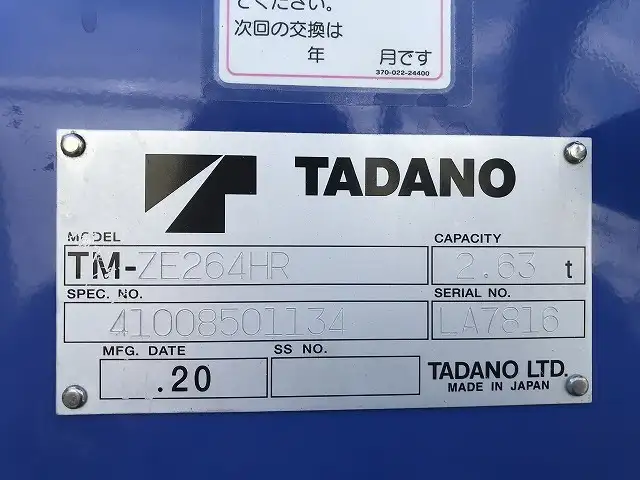 てください。
次回の交換は
年 月です
370-022-24400
TADANO
MODEL
TM-ZE264HR
CAPACITY
2.63 t
SPEC. NO.
41008501134
SERIAL NO.
LA7816
MFG. DATE
.20
SS NO.
TADANO LTD.
MADE IN JAPAN